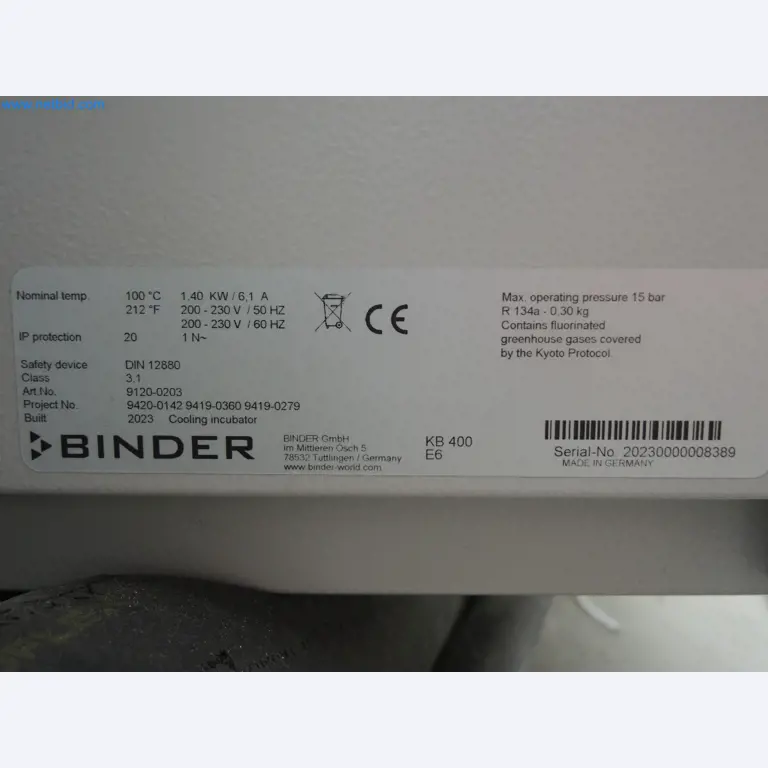 Nominal temp. 100 °C 1.40 KW / 6,1 A
212 °F 200 - 230 V / 50 HZ
200 - 230 V / 60 HZ
IP protection 20 1 N~
Safety device DIN 12880
Class 3.1
Art.No. 9120-0203
Project No. 9420-0142 9419-0360 9419-0279
Built 2023 Cooling incubator
CE
Max. operating pressure 15 bar
R 134a - 0,30 kg
Contains fluorinated
greenhouse gases covered
by the Kyoto Protocol.
BINDER
BINDER GmbH
im Mittleren Ösch 5
78532 Tuttlingen / Germany
www.binder-world.com
KB 400
E6
Serial-No. 20230000008389
MADE IN GERMANY